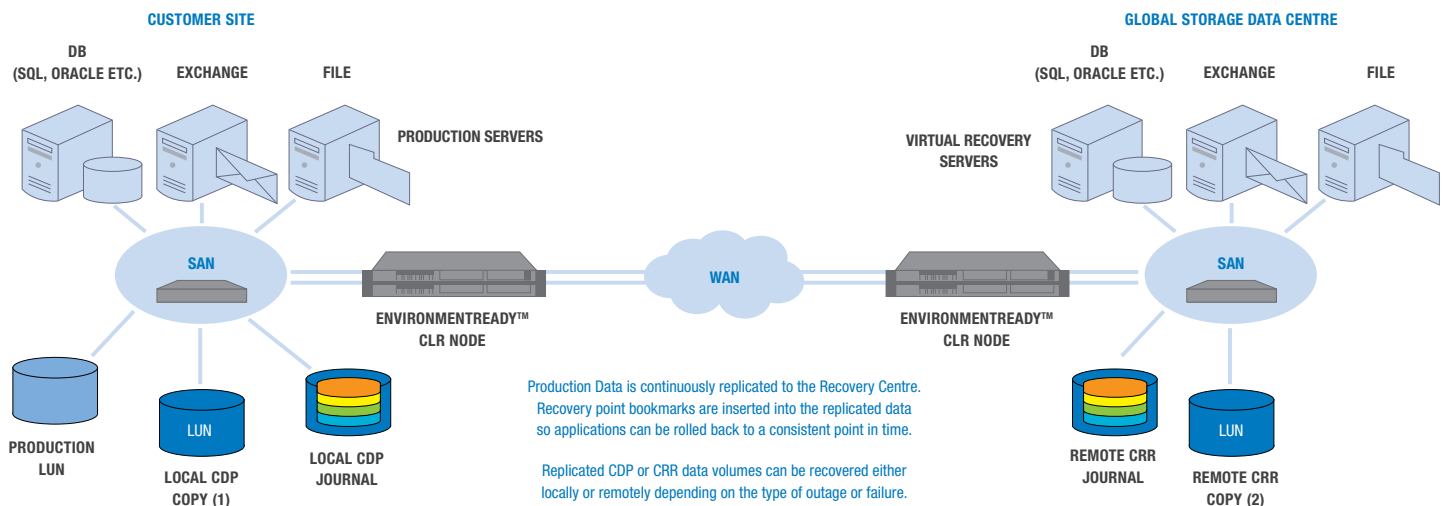 CUSTOMER SITE
DB
(SQL, ORACLE ETC.)
EXCHANGE
FILE
PRODUCTION SERVERS
SAN
ENVIRONMENTREADY™
CLR NODE
PRODUCTION
LUN
LUN
LOCAL CDP
COPY (1)
LOCAL CDP
JOURNAL
WAN
Production Data is continuously replicated to the Recovery Centre.
Recovery point bookmarks are inserted into the replicated data
so applications can be rolled back to a consistent point in time.
Replicated CDP or CRR data volumes can be recovered either
locally or remotely depending on the type of outage or failure.
GLOBAL STORAGE DATA CENTRE
DB
(SQL, ORACLE ETC.)
EXCHANGE
FILE
VIRTUAL RECOVERY
SERVERS
ENVIRONMENTREADY™
CLR NODE
SAN
REMOTE CRR
JOURNAL
LUN
REMOTE CRR
COPY (2)